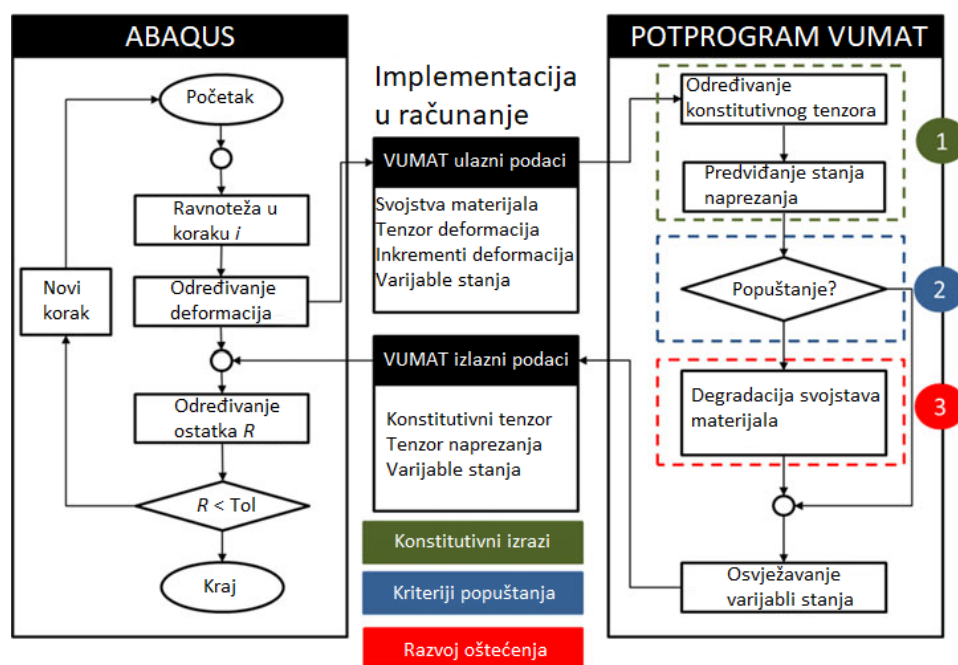 ABAQUS
Početak
Ravnoteža u
koraku i
Određivanje
deformacija
Novi
korak
Određivanje
ostatka R
R < Tol
Kraj
Implementacija
u računanje
VUMAT ulazni podaci
Svojstva materijala
Tenzor deformacija
Inkrementi deformacija
Varijable stanja
VUMAT izlazni podaci
Konstitutivni tenzor
Tenzor naprezanja
Varijable stanja
Konstitutivni izrazi
Kriteriji popuštanja
Razvoj oštećenja
POTPROGRAM VUMAT
Određivanje
konstitutivnog tenzora
1
Predviđanje stanja
naprezanja
Popuštanje?
2
Degradacija svojstava
materijala
3
Osvježavanje
varijabli stanja